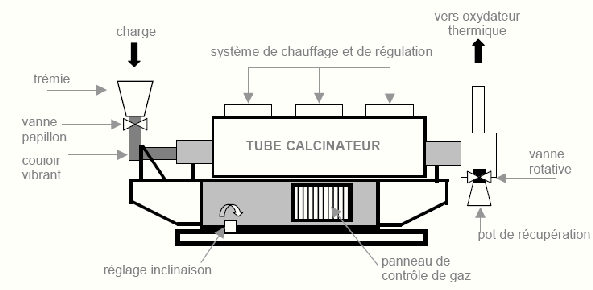 vers oxydateur
thermique
charge
système de chauffage et de régulation
trémie
vanne
papillon
couloir
vibrant
TUBE CALCINATEUR
vanne
rotative
pot de récupération
réglage inclinaison
panneau de
contrôle de gaz